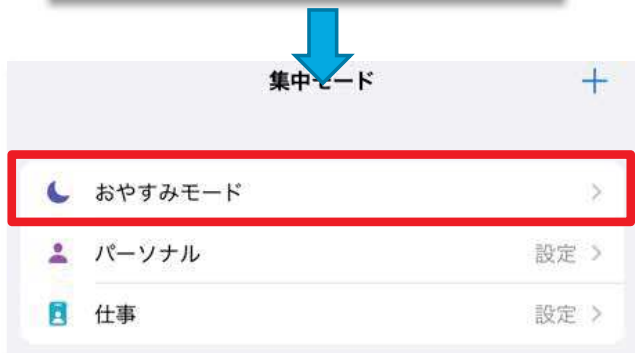 集中モード
おやすみモード
パーソナル 設定
仕事 設定